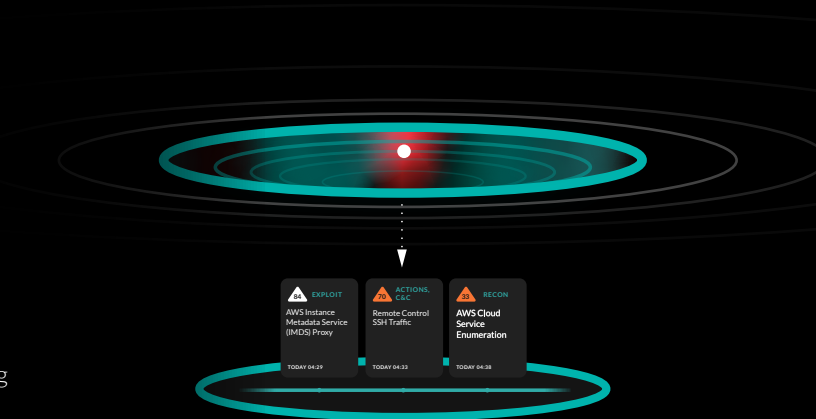 84 EXPLOIT
AWS Instance
Metadata Service
(IMDS) Proxy
TODAY 04:29
70 ACTIONS,
C&C
Remote Control
SSH Traffic
TODAY 04:33
33 RECON
AWS Cloud
Service
Enumeration
TODAY 04:38
g